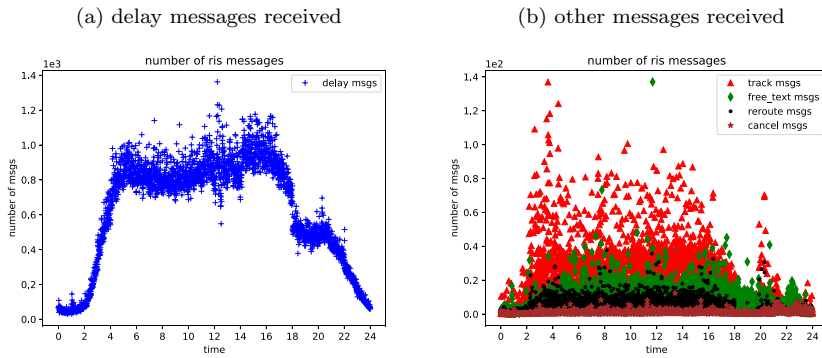 (a) delay messages received
number of ris messages
1.e3
delay msgs
1.4
1.2
1.0
0.8
0.6
0.4
0.2
0.0
number of msgs
0 2 4 6 8 10 12 14 16 18 20 22 24
time
(b) other messages received
number of ris messages
1e2
track msgs
free_text msgs
reroute msgs
cancel msgs
1.4
1.2
1.0
0.8
0.6
0.4
0.2
0.0
number of msgs
0 2 4 6 8 10 12 14 16 18 20 22 24
time